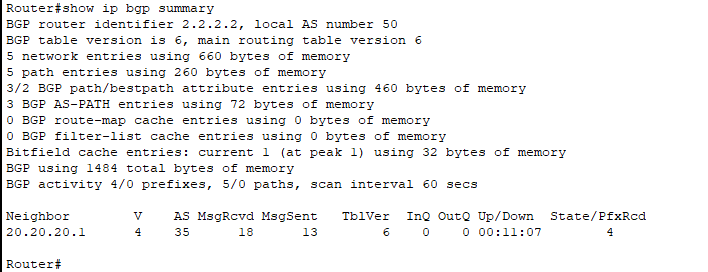 Router#show ip bgp summary
BGP router identifier 2.2.2.2, local AS number 50
BGP table version is 6, main routing table version 6
5 network entries using 660 bytes of memory
5 path entries using 260 bytes of memory
3/2 BGP path/bestpath attribute entries using 460 bytes of memory
3 BGP AS-PATH entries using 72 bytes of memory
0 BGP route-map cache entries using 0 bytes of memory
0 BGP filter-list cache entries using 0 bytes of memory
Bitfield cache entries: current 1 (at peak 1) using 32 bytes of memory
BGP using 1484 total bytes of memory
BGP activity 4/0 prefixes, 5/0 paths, scan interval 60 secs

Neighbor        V    AS MsgRcvd MsgSent   TblVer  InQ OutQ Up/Down  State/PfxRcd
20.20.20.1      4    35      18      13        6    0    0 00:11:07        4

Router#